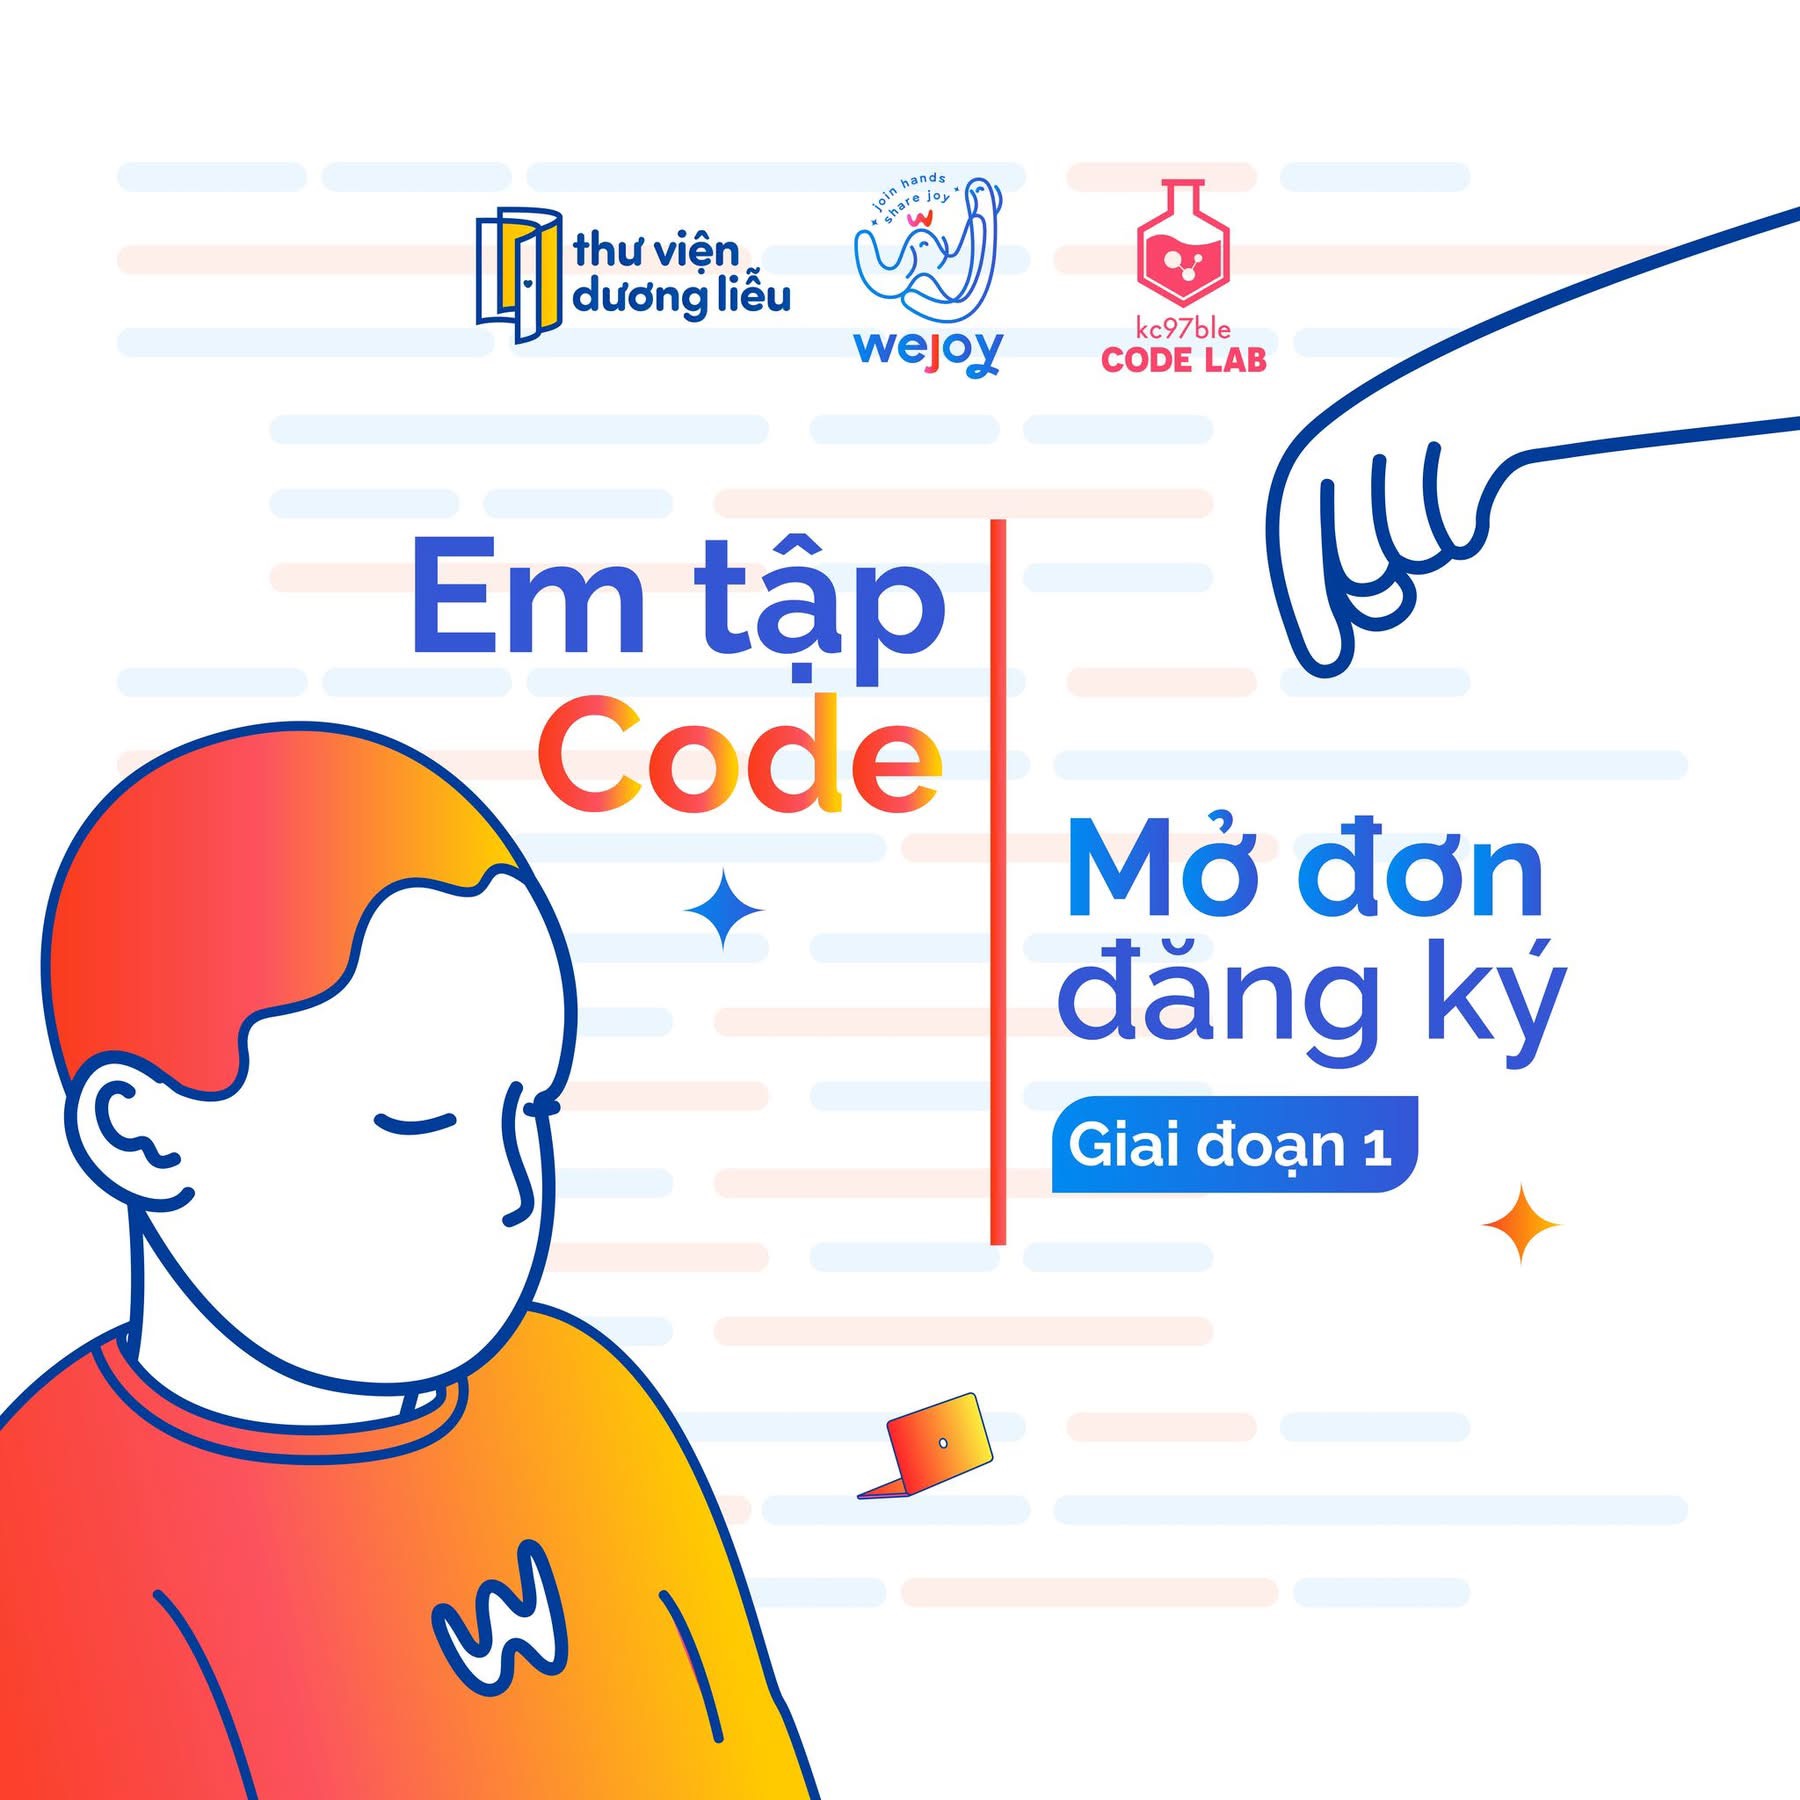 thư viện
dương liễu
join hands
share joy
w
wejoy
kc97ble
CODE LAB
Em tập
Code
Mở đơn
đăng ký
Giai đoạn 1
W